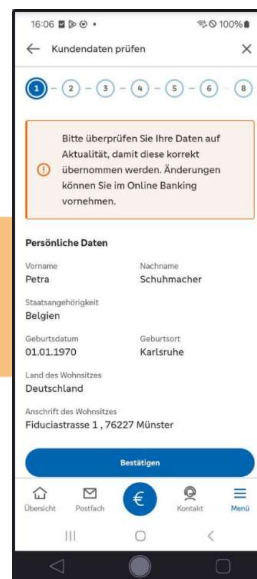 16:06
100%
Kundendaten prüfen
1 2 3 4 5 6 8
Bitte überprüfen Sie Ihre Daten auf
Aktualität, damit diese korrekt
übernommen werden. Änderungen
können Sie im Online Banking
vornehmen.
Persönliche Daten
Vorname Nachname
Petra Schuhmacher
Staatsangehörigkeit
Belgien
Geburtsdatum Geburtsort
01.01.1970 Karlsruhe
Land des Wohnsitzes
Deutschland
Anschrift des Wohnsitzes
Fiduciastrasse 1 , 76227 Münster
Bestätigen
€
Übersicht Postfach Kontakt Menü